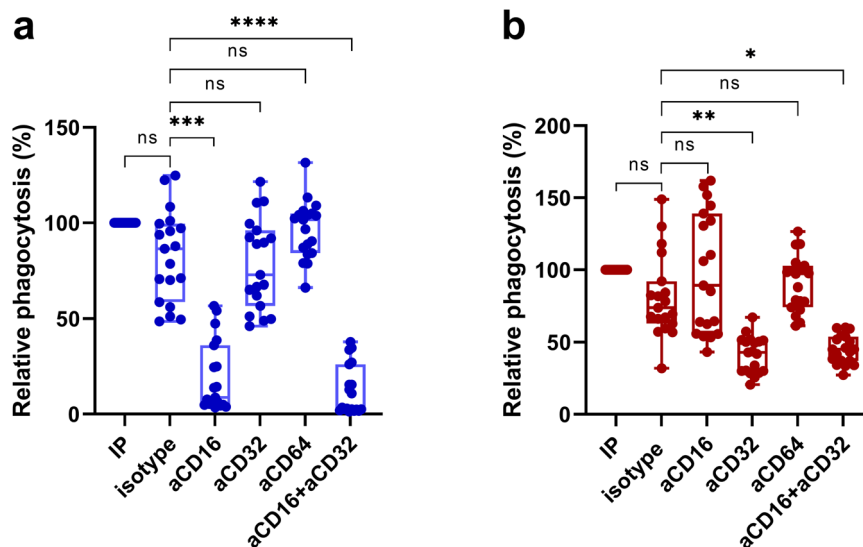 a
****
ns
ns
***
ns
Relative phagocytosis (%)
150
100
50
0
IP
isotype
aCD16
aCD32
aCD64
aCD16+aCD32
b
*
ns
**
ns
ns
Relative phagocytosis (%)
200
150
100
50
0
IP
isotype
aCD16
aCD32
aCD64
aCD16+aCD32